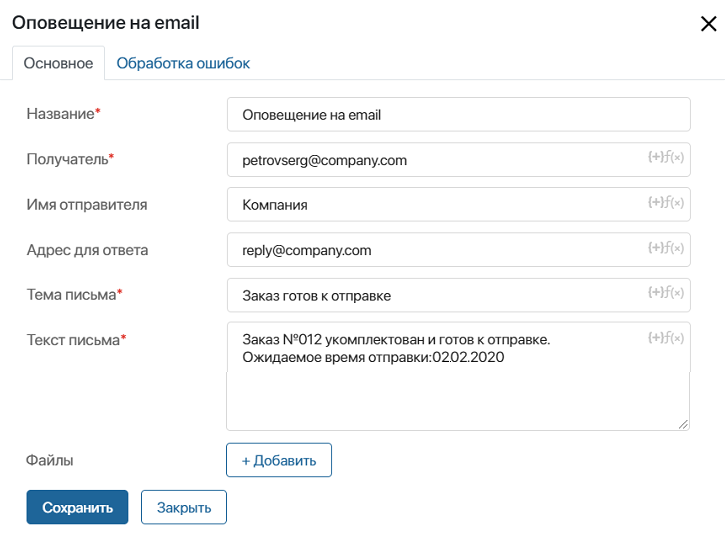 Оповещение на email
Основное Обработка ошибок
Название* Оповещение на email
Получатель* petrovserg@company.com {+}ƒ(×)
Имя отправителя Компания {+}ƒ(×)
Адрес для ответа reply@company.com {+}ƒ(×)
Тема письма* Заказ готов к отправке {+}ƒ(×)
Текст письма* Заказ №012 укомплектован и готов к отправке. {+}ƒ(×)
Ожидаемое время отправки:02.02.2020
Файлы + Добавить
Сохранить Закрыть